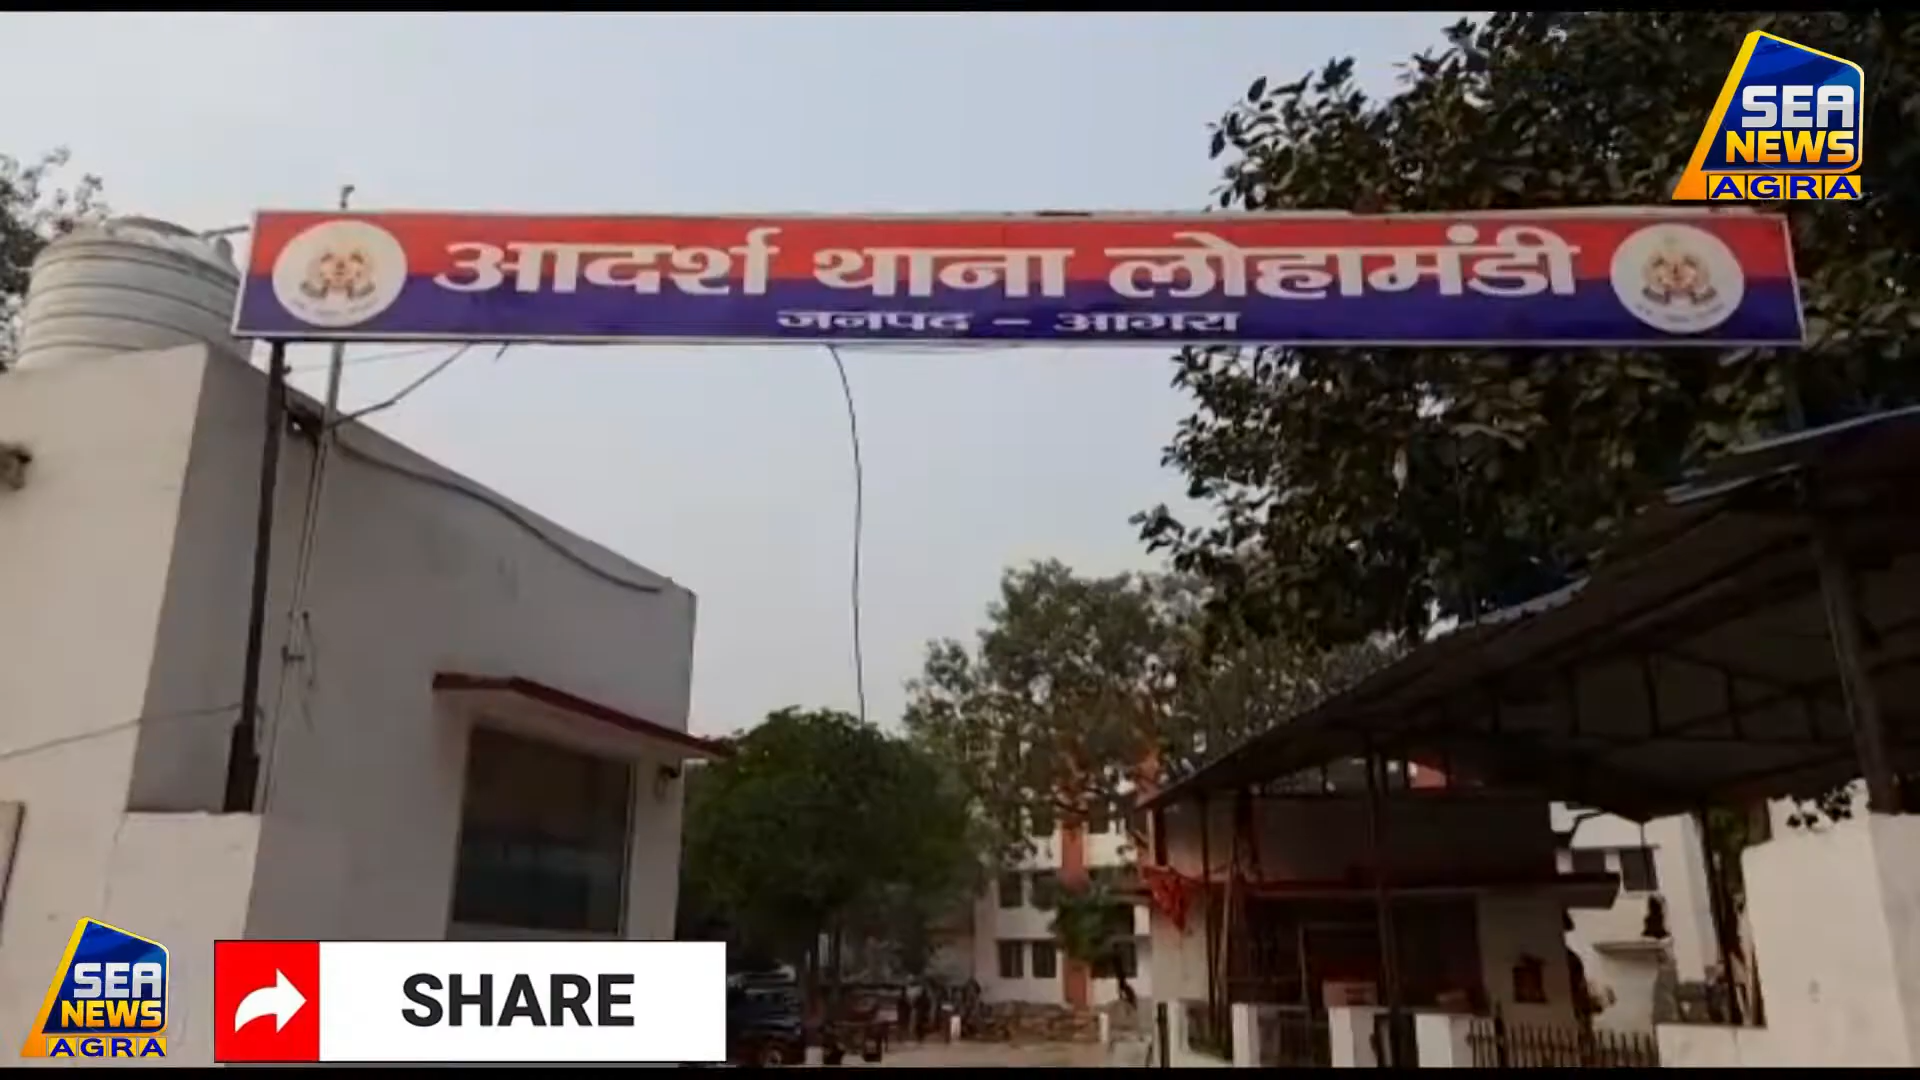 SEA
NEWS
AGRA
आदर्श थाना लोहामंडी
जनपद - आगरा
SEA
NEWS
AGRA
SHARE